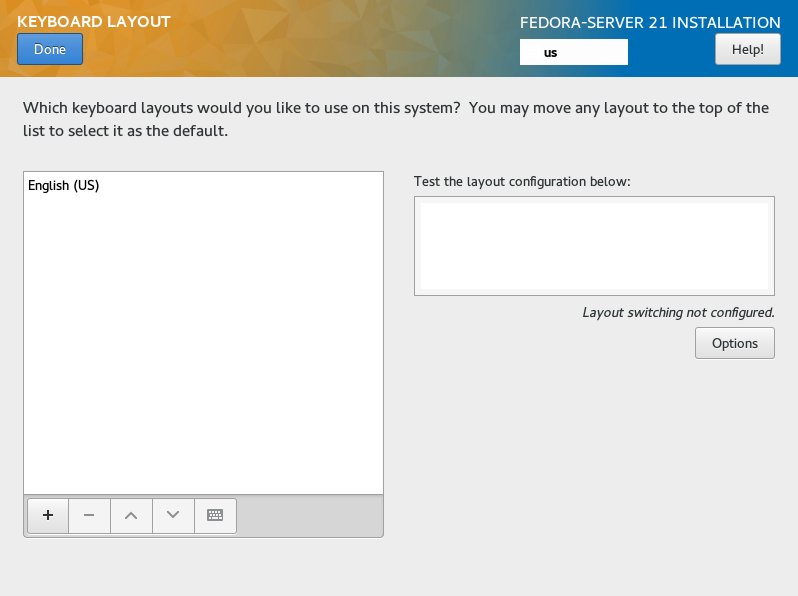 KEYBOARD LAYOUT
FEDORA-SERVER 21 INSTALLATION
Done
us
Help!
Which keyboard layouts would you like to use on this system?  You may move any layout to the top of the
list to select it as the default.
English (US)
Test the layout configuration below:
Layout switching not configured.
Options